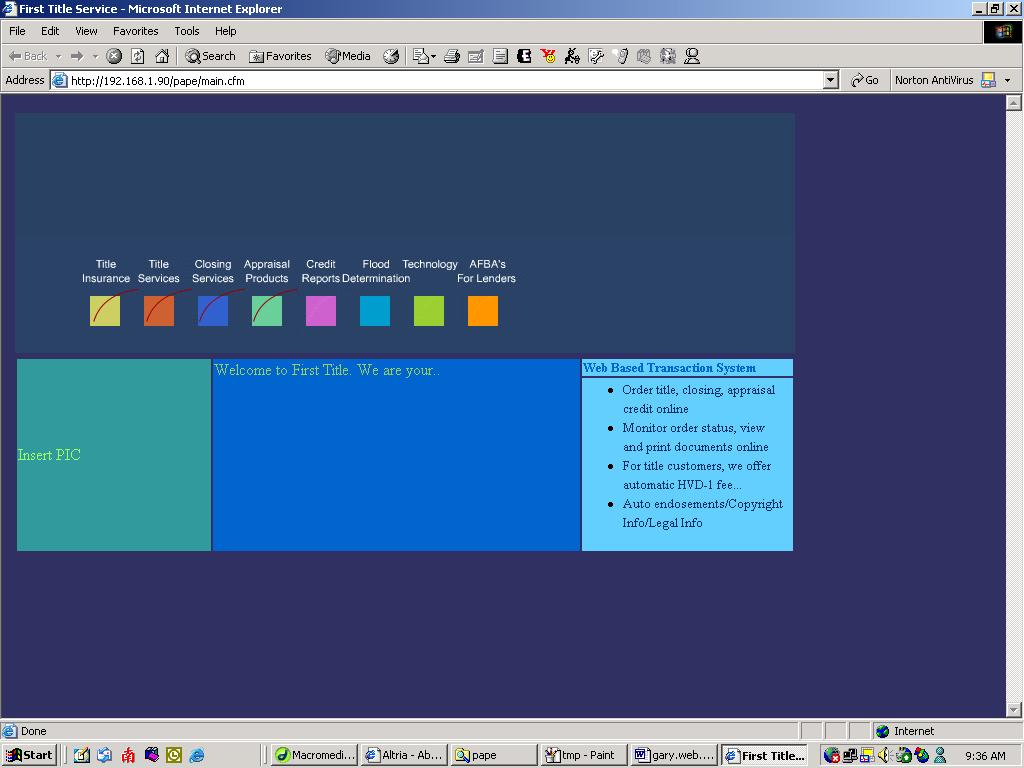 First Title Service - Microsoft Internet Explorer
File Edit View Favorites Tools Help
Back Search Favorites Media
Address http://192.168.1.90/pape/main.cfm Go Norton AntiVirus
Title Insurance
Title Services
Closing Services
Appraisal Products
Credit Reports
Flood Determination
Technology
AFBA's For Lenders
Insert PIC
Welcome to First Title. We are your..
Web Based Transaction System
Order title, closing, appraisal
credit online
Monitor order status, view
and print documents online
For title customers, we offer
automatic HVD-1 fee...
Auto endosements/Copyright
Info/Legal Info
Done Internet
Start Macromedi... Altria - Ab... pape tmp - Paint gary.web.... First Title... 9:36 AM